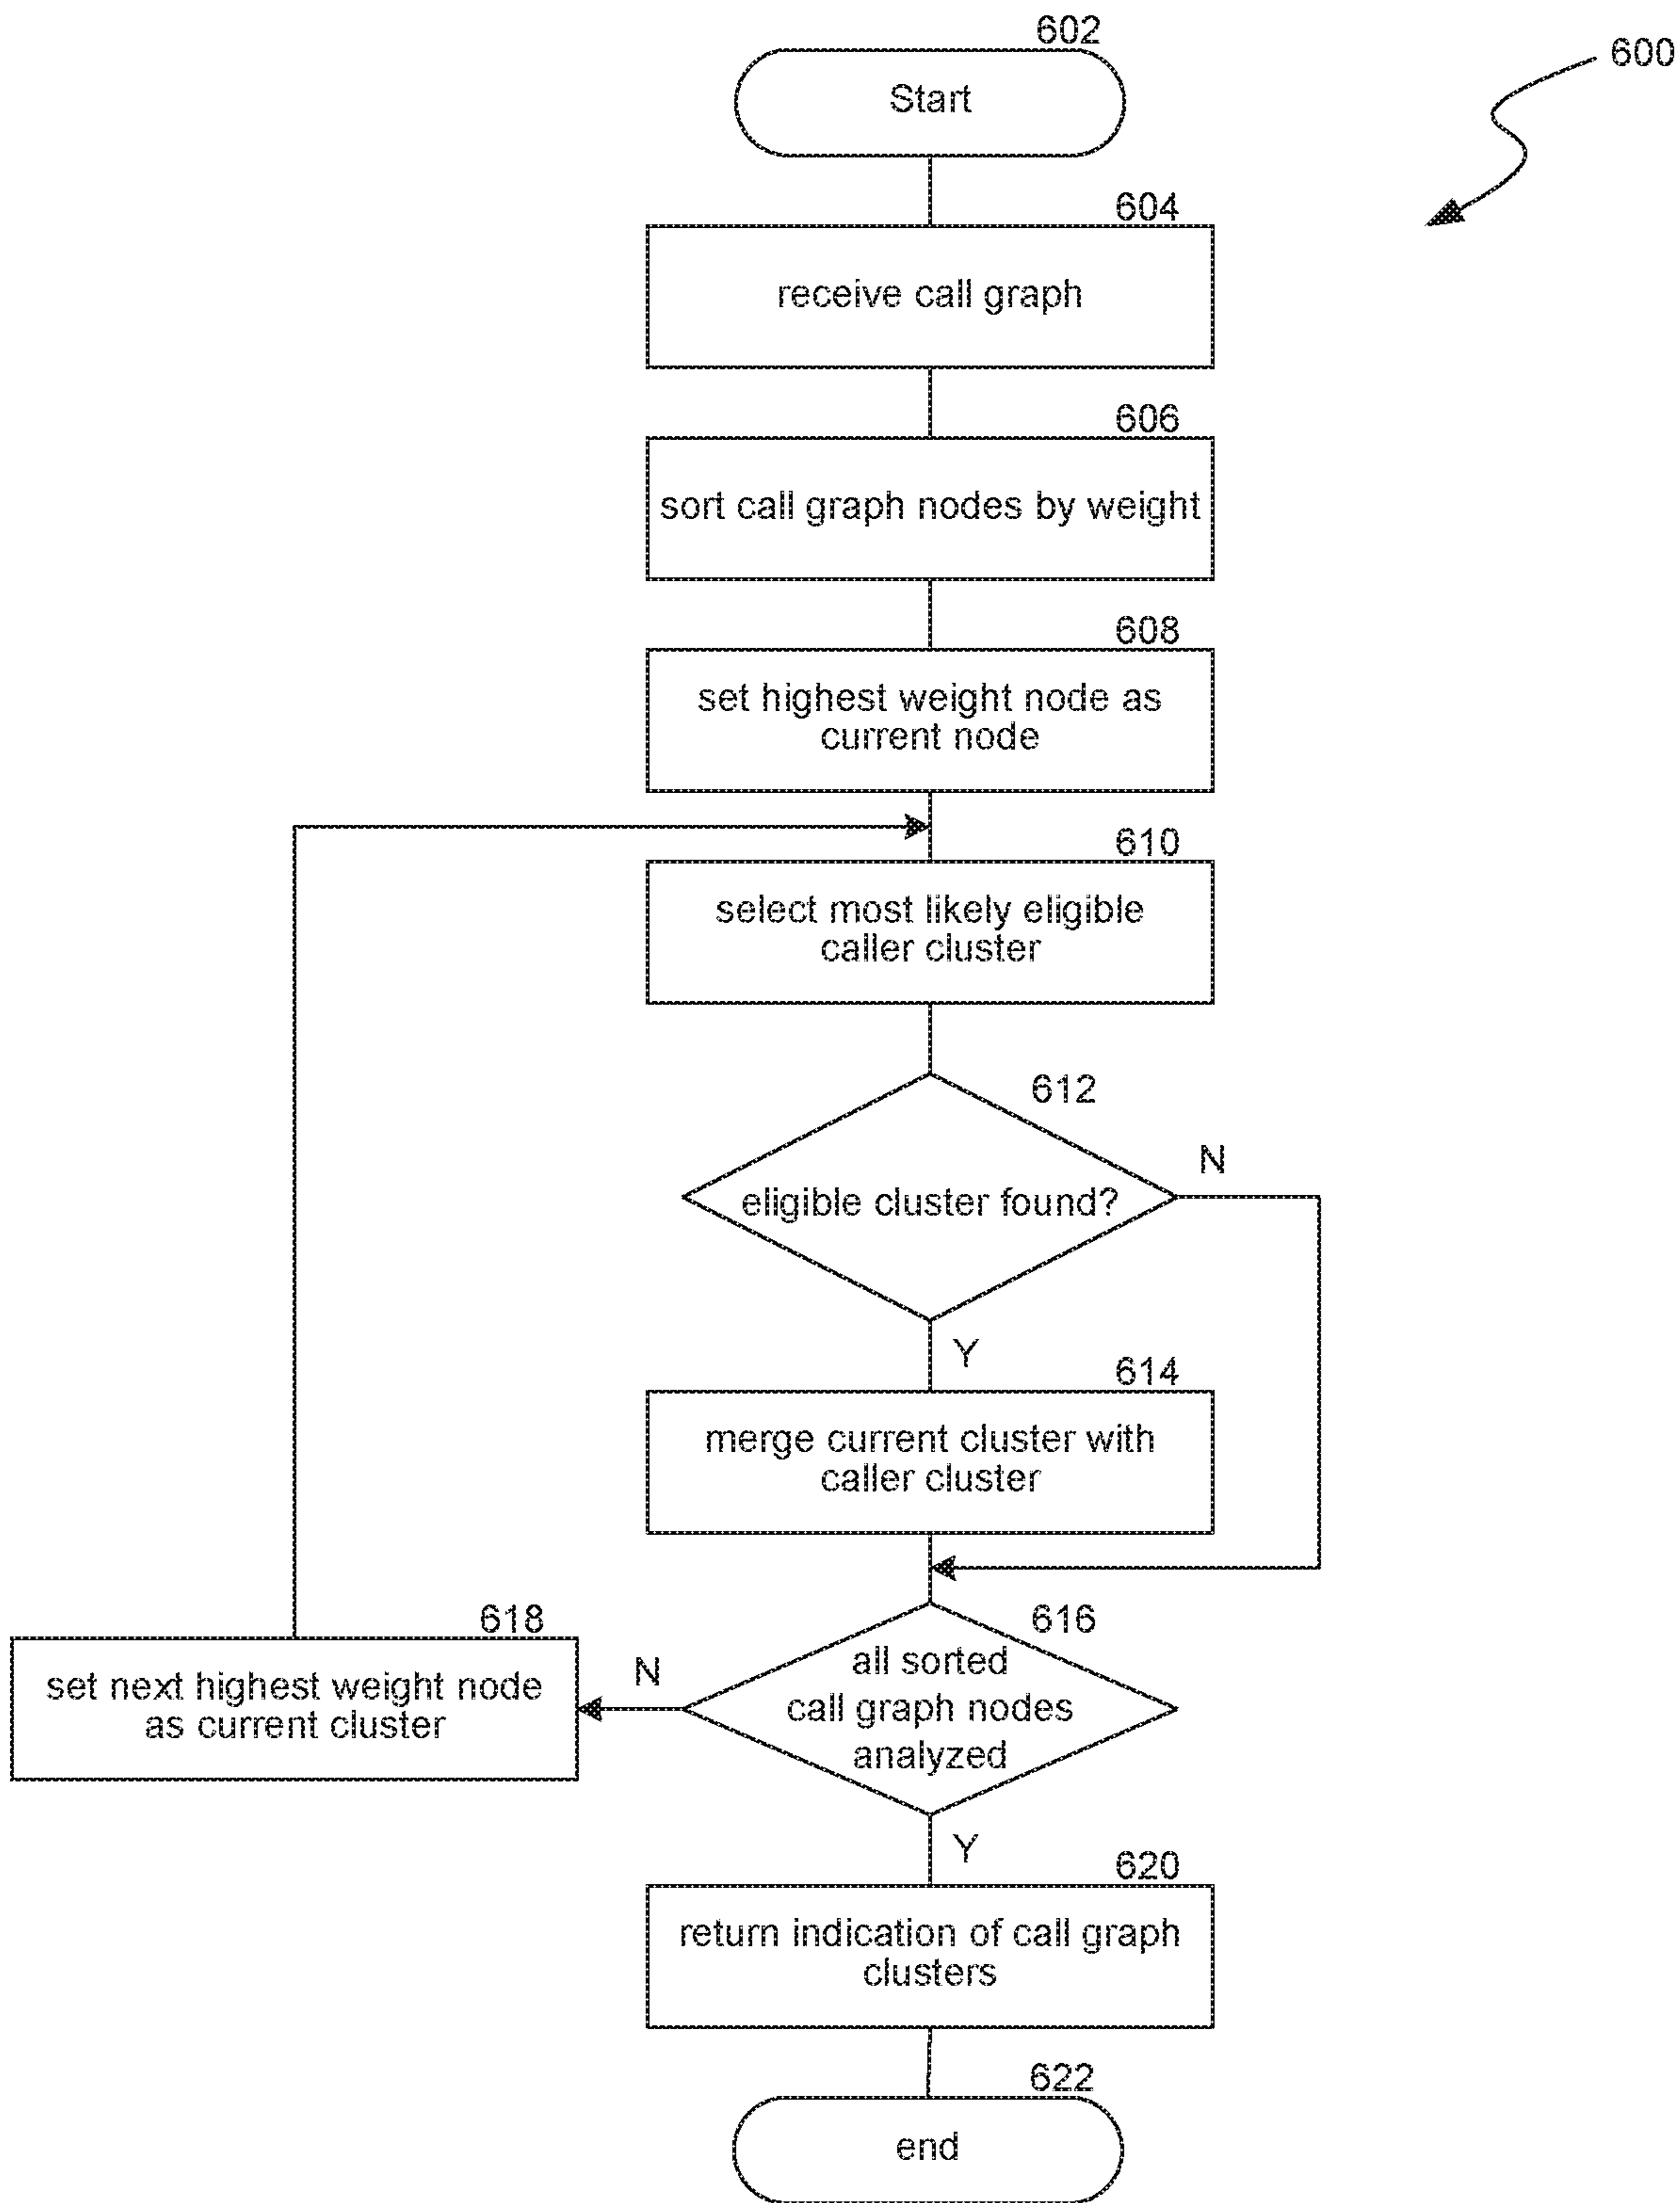 602
600
Start
604
receive call graph
606
sort call graph nodes by weight
608
set highest weight node as
current node
610
select most likely eligible
caller cluster
612
N
eligible cluster found?
Y
614
merge current cluster with
caller cluster
618
616
set next highest weight node
as current cluster
N
all sorted
call graph nodes
analyzed
Y
620
return indication of call graph
clusters
622
end